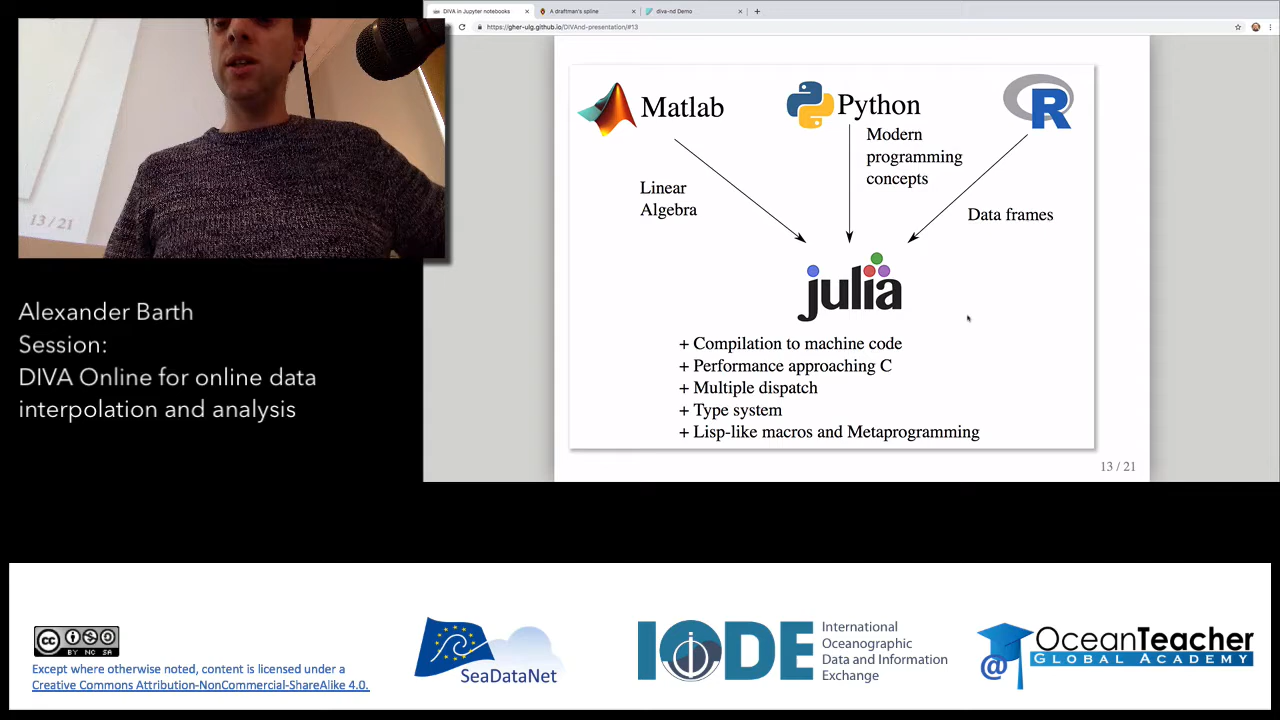 DIVA in Jupyter notebooks
A draftman's spline
diva-nd Demo
https://gher-ulg.github.io/DIVAnd-presentation/#13
13 / 21
Matlab
Python
R
Modern
programming
concepts
Linear
Algebra
Data frames
julia
+ Compilation to machine code
+ Performance approaching C
+ Multiple dispatch
+ Type system
+ Lisp-like macros and Metaprogramming
13 / 21
Alexander Barth
Session:
DIVA Online for online data
interpolation and analysis
cc
BY NC SA
Except where otherwise noted, content is licensed under a
Creative Commons Attribution-NonCommercial-ShareAlike 4.0.
SeaDataNet
IODE
International
Oceanographic
Data and Information
Exchange
@
OceanTeacher
GLOBAL ACADEMY